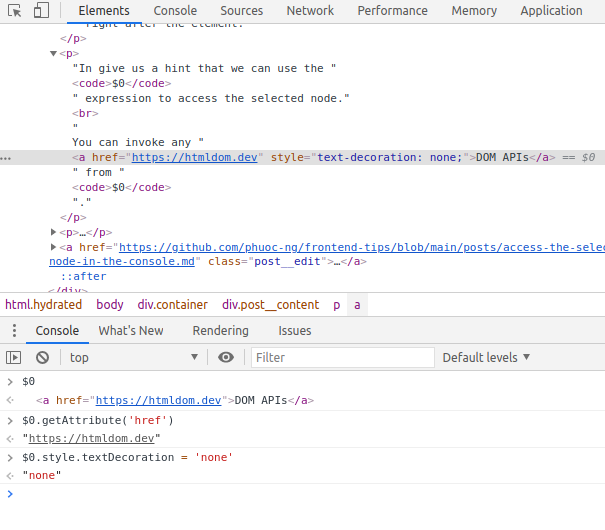 Elements Console Sources Network Performance Memory Application
right after the element."
</p>
<p>
"In give us a hint that we can use the "
<code>$0</code>
" expression to access the selected node."
<br>
"
You can invoke any "
... <a href="https://htmldom.dev" style="text-decoration: none;">DOM APIs</a> == $0
" from "
<code>$0</code>
"."
</p>
<p>…</p>
<a href="https://github.com/phuoc-ng/frontend-tips/blob/main/posts/access-the-selec
node-in-the-console.md" class="post__edit">…</a>
::after
</div>
html.hydrated body div.container div.post__content p a
Console What's New Rendering Issues
top Filter Default levels
> $0
<a href="https://htmldom.dev">DOM APIs</a>
> $0.getAttribute('href')
"https://htmldom.dev"
> $0.style.textDecoration = 'none'
"none"
>